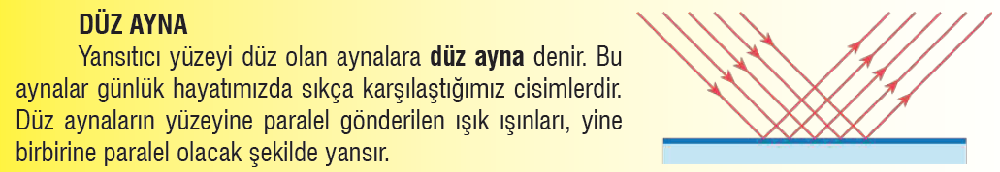 DÜZ AYNA
Yansıtıcı yüzeyi düz olan aynalara düz ayna denir. Bu
aynalar günlük hayatımızda sıkça karşılaştığımız cisimlerdir.
Düz aynaların yüzeyine paralel gönderilen ışık ışınları, yine
birbirine paralel olacak şekilde yansır.